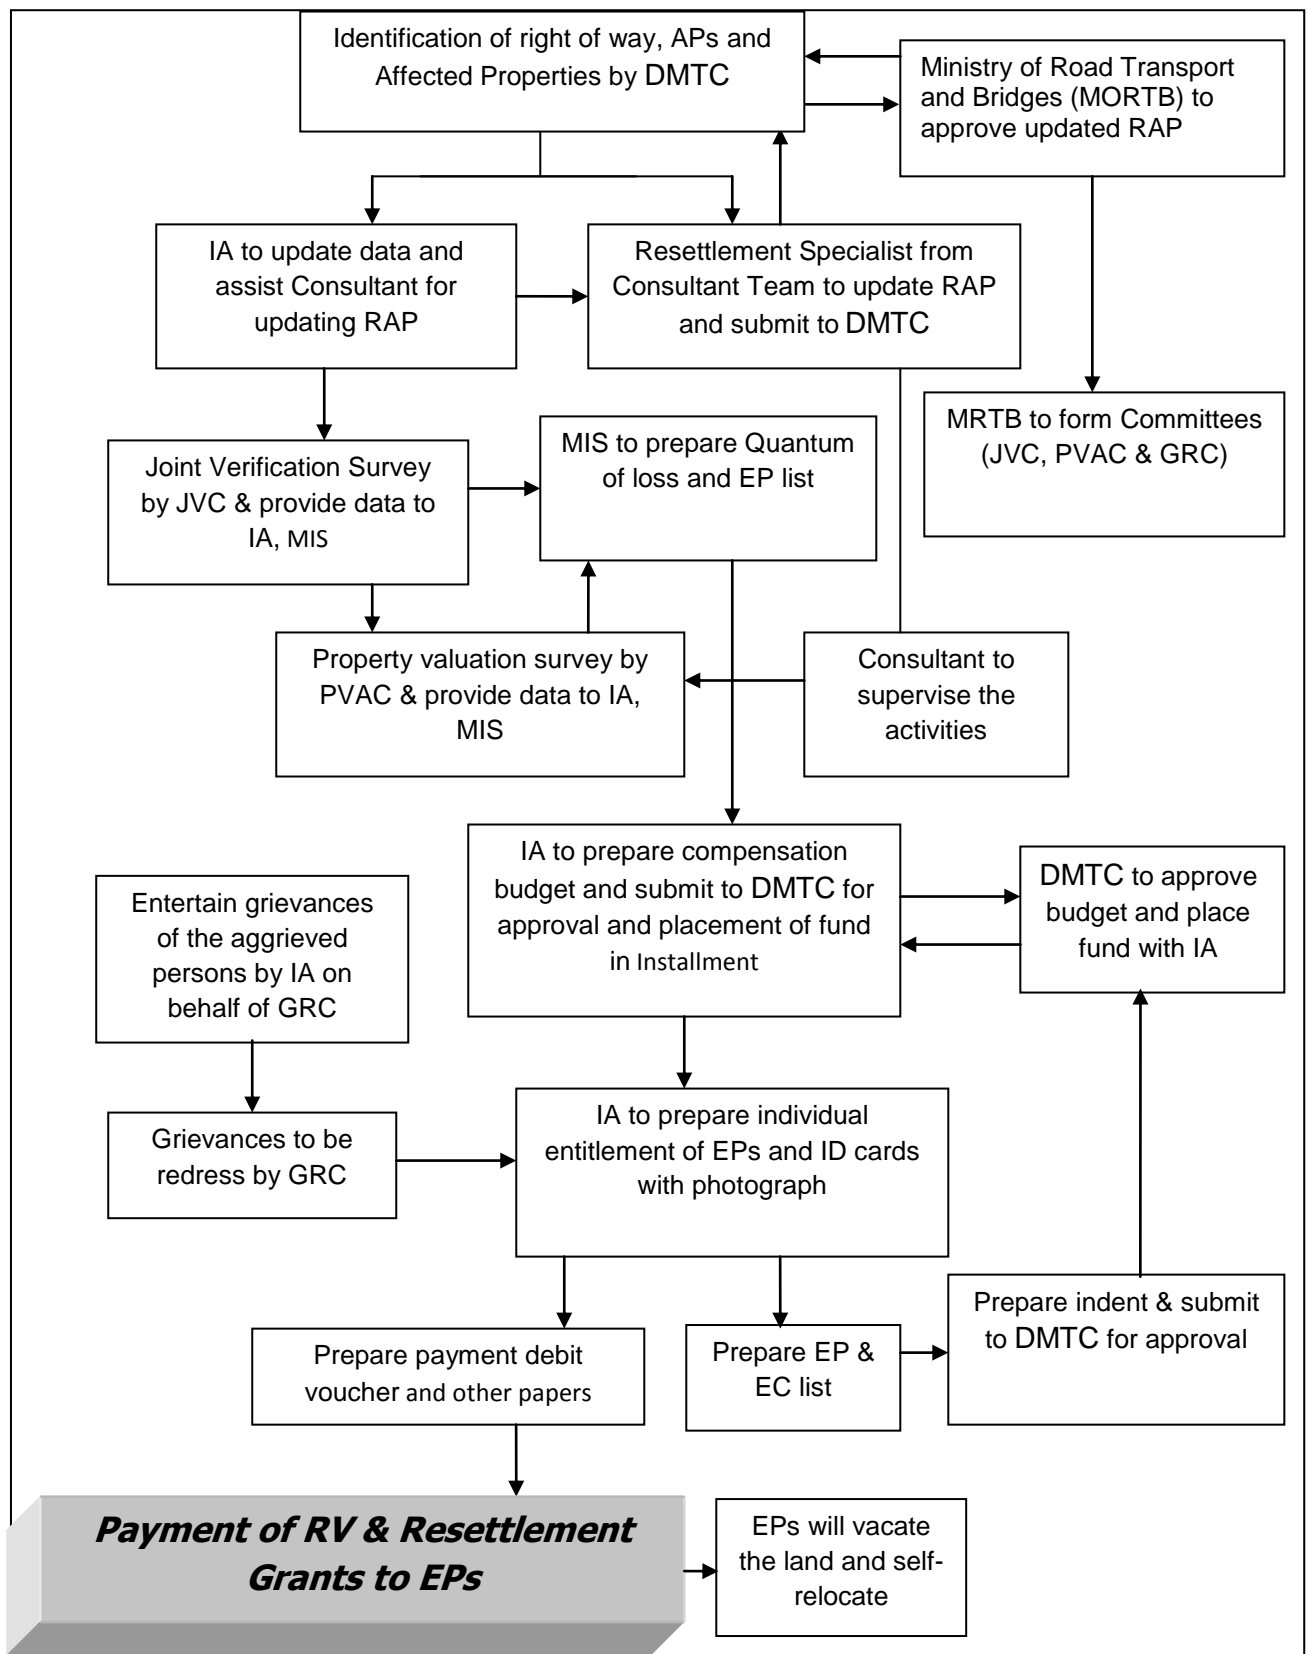 Identification of right of way, APs and
Affected Properties by DMTC
Ministry of Road Transport
and Bridges (MORTB) to
approve updated RAP
IA to update data and
assist Consultant for
updating RAP
Resettlement Specialist from
Consultant Team to update RAP
and submit to DMTC
MRTB to form Committees
(JVC, PVAC & GRC)
Joint Verification Survey
by JVC & provide data to
IA, MIS
MIS to prepare Quantum
of loss and EP list
Property valuation survey by
PVAC & provide data to IA,
MIS
Consultant to
supervise the
activities
IA to prepare compensation
budget and submit to DMTC for
approval and placement of fund
in Installment
DMTC to approve
budget and place
fund with IA
Entertain grievances
of the aggrieved
persons by IA on
behalf of GRC
Grievances to be
redress by GRC
IA to prepare individual
entitlement of EPs and ID cards
with photograph
Prepare indent & submit
to DMTC for approval
Prepare payment debit
voucher and other papers
Prepare EP &
EC list
Payment of RV & Resettlement
Grants to EPs
EPs will vacate
the land and self-
relocate